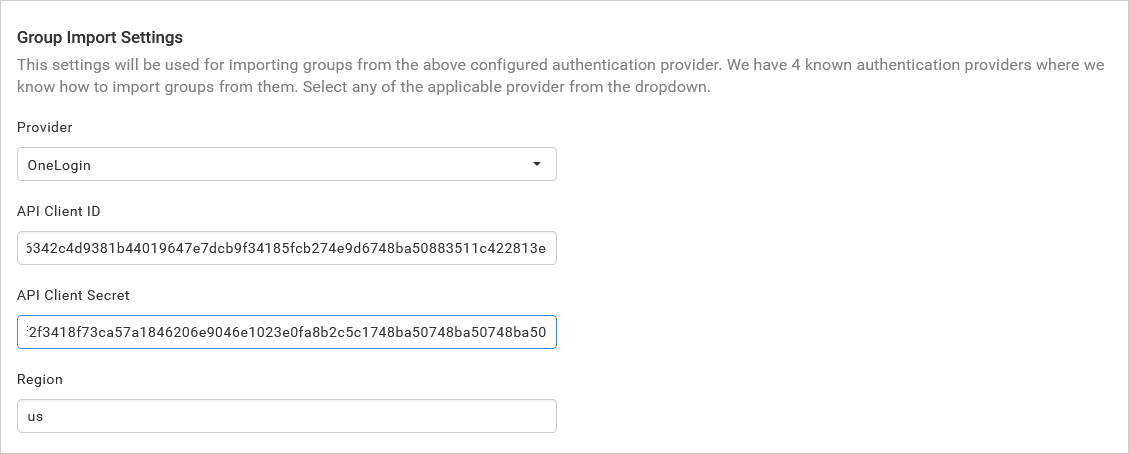 Group Import Settings
This settings will be used for importing groups from the above configured authentication provider. We have 4 known authentication providers where we
know how to import groups from them. Select any of the applicable provider from the dropdown.
Provider
OneLogin
API Client ID
6342c4d9381b44019647e7dcb9f34185fcb274e9d6748ba50883511c422813e
API Client Secret
2f3418f73ca57a1846206e9046e1023e0fa8b2c5c1748ba50748ba50748ba50
Region
us